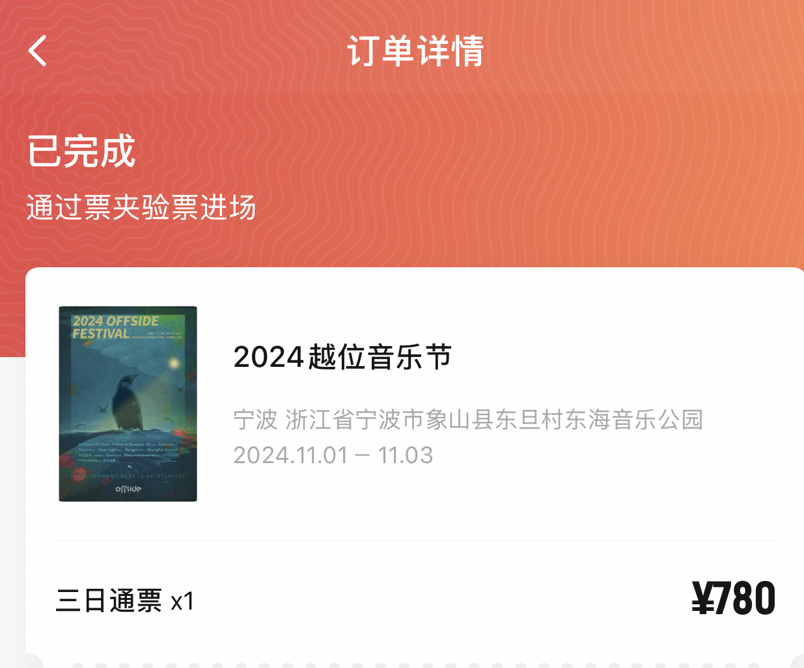 订单详情
已完成
通过票夹验票进场
2024 OFFSIDE
FESTIVAL
2024越位音乐节
宁波 浙江省宁波市象山县东旦村东海音乐公园
2024.11.01 – 11.03
offside
三日通票 x1
¥780